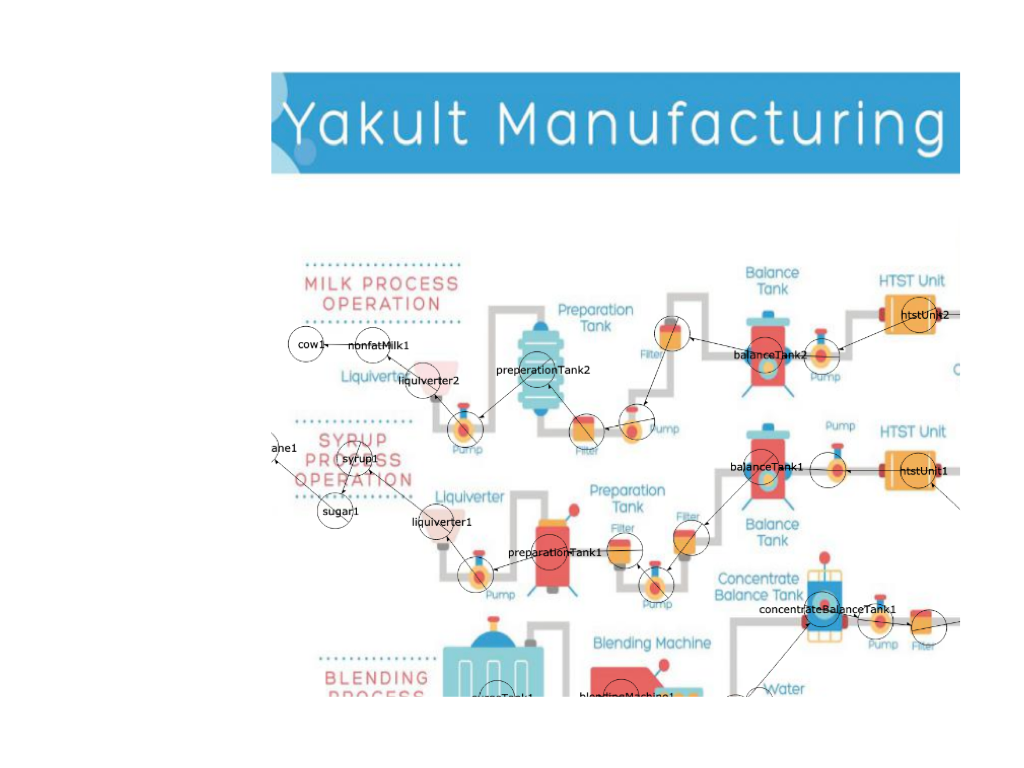 Yakult Manufacturing
MILK PROCESS
OPERATION
Balance
Tank
HTST Unit
Preparation
Tank
htstUnit2
cow1
nonfatMilk1
Filter
balanceTank2
Liquiverter
liquiverter2
preperationTank2
Pump
Pump
Pump
Filter
SYRUP
PROCESS
OPERATION
Pump
HTST Unit
ane1
syrup1
balanceTank1
htstUnit1
Liquiverter
Preparation
Tank
sugar1
liquiverter1
Filter
Filter
Balance
Tank
preparationTank1
Pump
Pump
Concentrate
Balance Tank
concentrateBalanceTank1
Pump
Filter
Blending Machine
BLENDING
PROCESS
blendingMachine1
Water